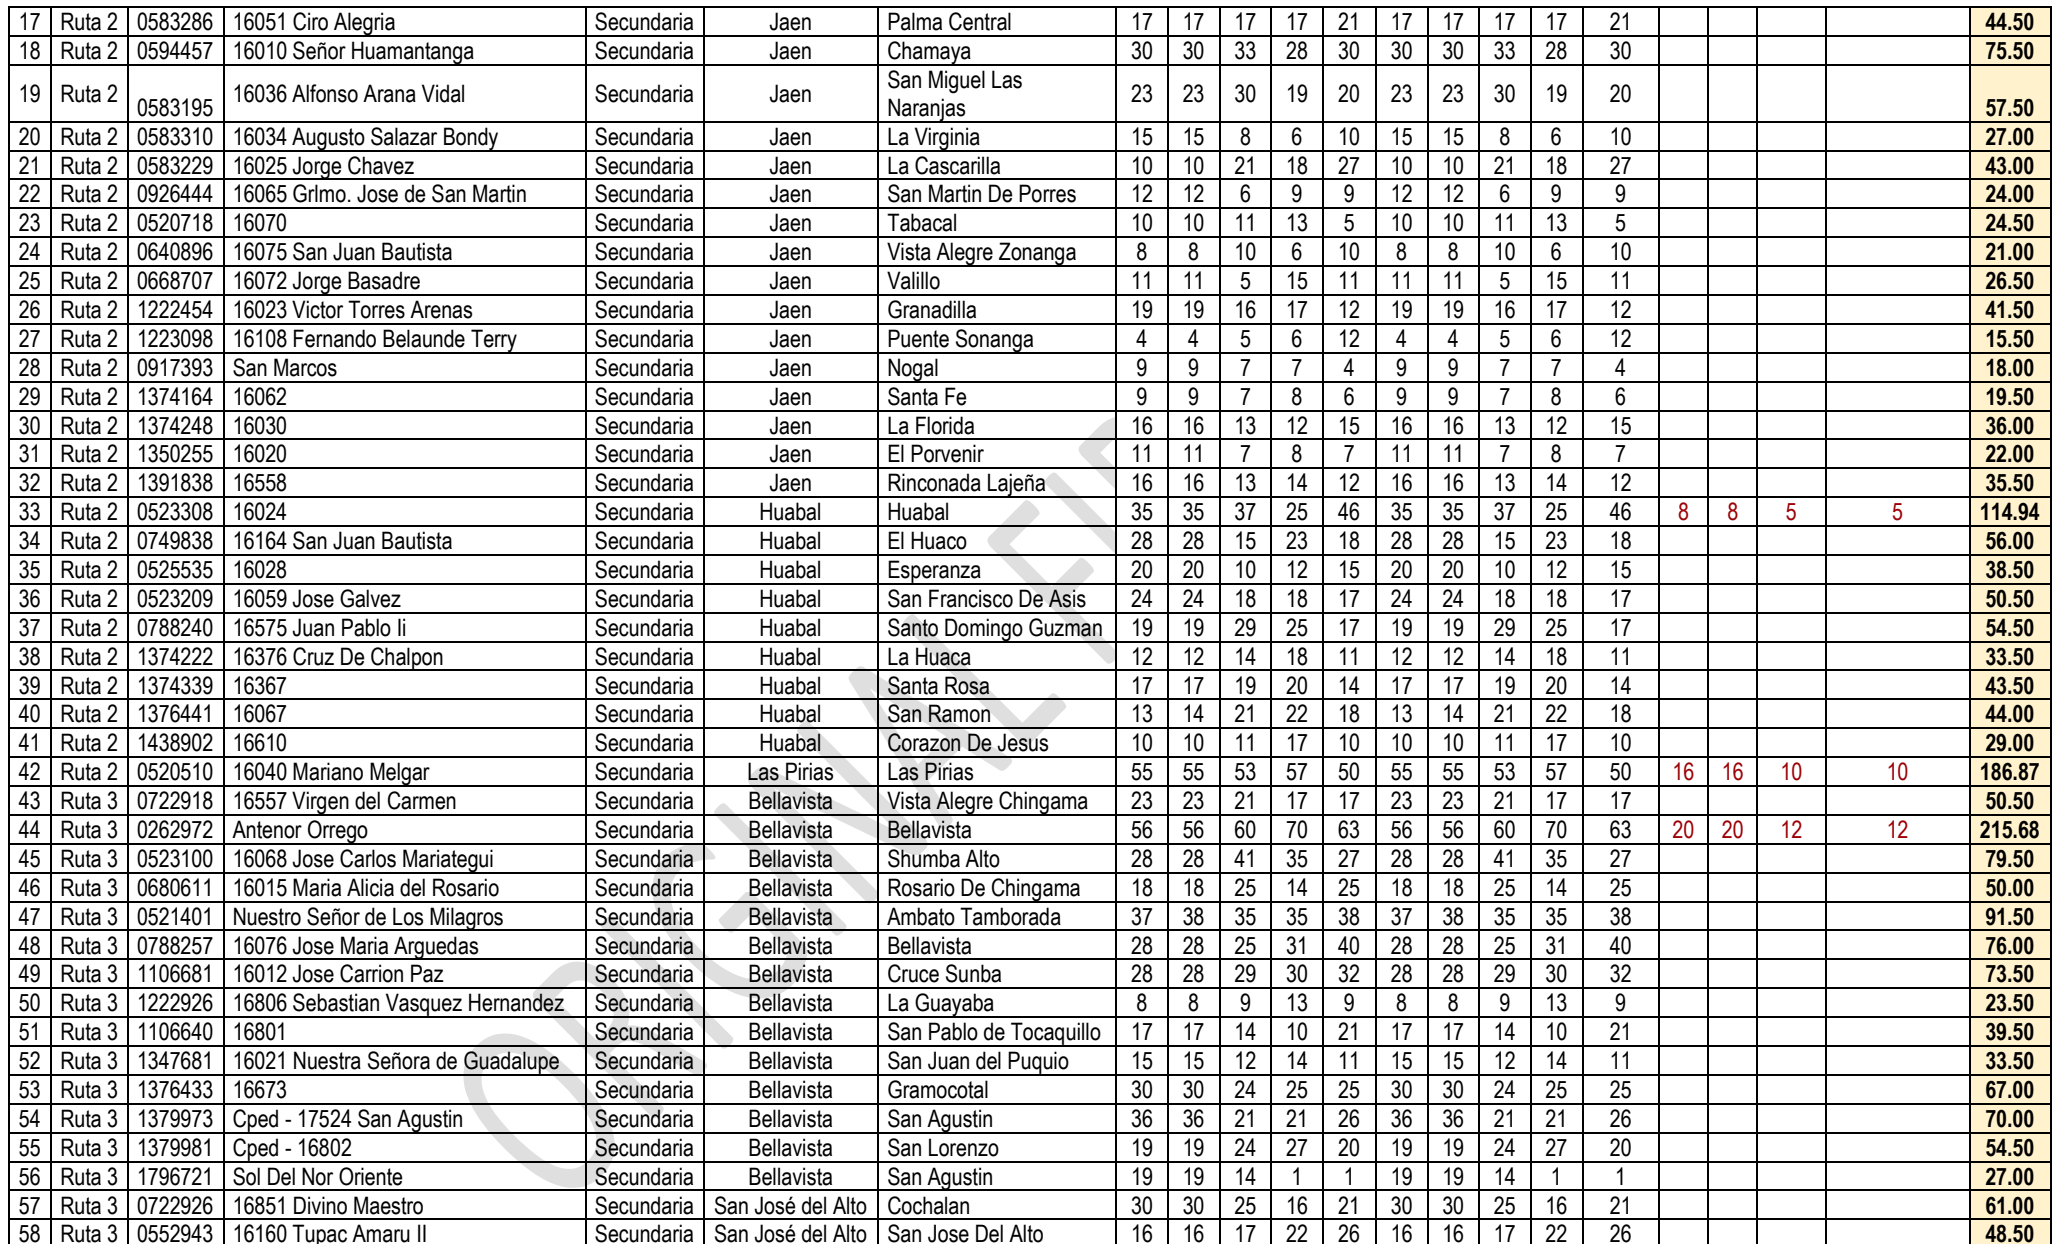 17 Ruta 2 0583286 16051 Ciro Alegria Secundaria Jaen Palma Central 17 17 17 17 21 17 17 17 17 21 44.50
18 Ruta 2 0594457 16010 Señor Huamantanga Secundaria Jaen Chamaya 30 30 33 28 30 30 30 33 28 30 75.50
19 Ruta 2 0583195 16036 Alfonso Arana Vidal Secundaria Jaen San Miguel Las Naranjas 23 23 30 19 20 23 23 30 19 20 57.50
20 Ruta 2 0583310 16034 Augusto Salazar Bondy Secundaria Jaen La Virginia 15 15 8 6 10 15 15 8 6 10 27.00
21 Ruta 2 0583229 16025 Jorge Chavez Secundaria Jaen La Cascarilla 10 10 21 18 27 10 10 21 18 27 43.00
22 Ruta 2 0926444 16065 Grlmo. Jose de San Martin Secundaria Jaen San Martin De Porres 12 12 6 9 9 12 12 6 9 9 24.00
23 Ruta 2 0520718 16070 Secundaria Jaen Tabacal 10 10 11 13 5 10 10 11 13 5 24.50
24 Ruta 2 0640896 16075 San Juan Bautista Secundaria Jaen Vista Alegre Zonanga 8 8 10 6 10 8 8 10 6 10 21.00
25 Ruta 2 0668707 16072 Jorge Basadre Secundaria Jaen Valillo 11 11 5 15 11 11 11 5 15 11 26.50
26 Ruta 2 1222454 16023 Victor Torres Arenas Secundaria Jaen Granadilla 19 19 16 17 12 19 19 16 17 12 41.50
27 Ruta 2 1223098 16108 Fernando Belaunde Terry Secundaria Jaen Puente Sonanga 4 4 5 6 12 4 4 5 6 12 15.50
28 Ruta 2 0917393 San Marcos Secundaria Jaen Nogal 9 9 7 7 4 9 9 7 7 4 18.00
29 Ruta 2 1374164 16062 Secundaria Jaen Santa Fe 9 9 7 8 6 9 9 7 8 6 19.50
30 Ruta 2 1374248 16030 Secundaria Jaen La Florida 16 16 13 12 15 16 16 13 12 15 36.00
31 Ruta 2 1350255 16020 Secundaria Jaen El Porvenir 11 11 7 8 7 11 11 7 8 7 22.00
32 Ruta 2 1391838 16558 Secundaria Jaen Rinconada Lajeña 16 16 13 14 12 16 16 13 14 12 35.50
33 Ruta 2 0523308 16024 Secundaria Huabal Huabal 35 35 37 25 46 35 35 37 25 46 8 8 5 5 114.94
34 Ruta 2 0749838 16164 San Juan Bautista Secundaria Huabal El Huaco 28 28 15 23 18 28 28 15 23 18 56.00
35 Ruta 2 0525535 16028 Secundaria Huabal Esperanza 20 20 10 12 15 20 20 10 12 15 38.50
36 Ruta 2 0523209 16059 Jose Galvez Secundaria Huabal San Francisco De Asis 24 24 18 18 17 24 24 18 18 17 50.50
37 Ruta 2 0788240 16575 Juan Pablo Ii Secundaria Huabal Santo Domingo Guzman 19 19 29 25 17 19 19 29 25 17 54.50
38 Ruta 2 1374222 16376 Cruz De Chalpon Secundaria Huabal La Huaca 12 12 14 18 11 12 12 14 18 11 33.50
39 Ruta 2 1374339 16367 Secundaria Huabal Santa Rosa 17 17 19 20 14 17 17 19 20 14 43.50
40 Ruta 2 1376441 16067 Secundaria Huabal San Ramon 13 14 21 22 18 13 14 21 22 18 44.00
41 Ruta 2 1438902 16610 Secundaria Huabal Corazon De Jesus 10 10 11 17 10 10 10 11 17 10 29.00
42 Ruta 2 0520510 16040 Mariano Melgar Secundaria Las Pirias Las Pirias 55 55 53 57 50 55 55 53 57 50 16 16 10 10 186.87
43 Ruta 3 0722918 16557 Virgen del Carmen Secundaria Bellavista Vista Alegre Chingama 23 23 21 17 17 23 23 21 17 17 50.50
44 Ruta 3 0262972 Antenor Orrego Secundaria Bellavista Bellavista 56 56 60 70 63 56 56 60 70 63 20 20 12 12 215.68
45 Ruta 3 0523100 16068 Jose Carlos Mariategui Secundaria Bellavista Shumba Alto 28 28 41 35 27 28 28 41 35 27 79.50
46 Ruta 3 0680611 16015 Maria Alicia del Rosario Secundaria Bellavista Rosario De Chingama 18 18 25 14 25 18 18 25 14 25 50.00
47 Ruta 3 0521401 Nuestro Señor de Los Milagros Secundaria Bellavista Ambato Tamborada 37 38 35 35 38 37 38 35 35 38 91.50
48 Ruta 3 0788257 16076 Jose Maria Arguedas Secundaria Bellavista Bellavista 28 28 25 31 40 28 28 25 31 40 76.00
49 Ruta 3 1106681 16012 Jose Carrion Paz Secundaria Bellavista Cruce Sunba 28 28 29 30 32 28 28 29 30 32 73.50
50 Ruta 3 1222926 16806 Sebastian Vasquez Hernandez Secundaria Bellavista La Guayaba 8 8 9 13 9 8 8 9 13 9 23.50
51 Ruta 3 1106640 16801 Secundaria Bellavista San Pablo de Tocaquillo 17 17 14 10 21 17 17 14 10 21 39.50
52 Ruta 3 1347681 16021 Nuestra Señora de Guadalupe Secundaria Bellavista San Juan del Puquio 15 15 12 14 11 15 15 12 14 11 33.50
53 Ruta 3 1376433 16673 Secundaria Bellavista Gramocotal 30 30 24 25 25 30 30 24 25 25 67.00
54 Ruta 3 1379973 Cped - 17524 San Agustin Secundaria Bellavista San Agustin 36 36 21 21 26 36 36 21 21 26 70.00
55 Ruta 3 1379981 Cped - 16802 Secundaria Bellavista San Lorenzo 19 19 24 27 20 19 19 24 27 20 54.50
56 Ruta 3 1796721 Sol Del Nor Oriente Secundaria Bellavista San Agustin 19 19 14 1 1 19 19 14 1 1 27.00
57 Ruta 3 0722926 16851 Divino Maestro Secundaria San José del Alto Cochalan 30 30 25 16 21 30 30 25 16 21 61.00
58 Ruta 3 0552943 16160 Tupac Amaru II Secundaria San José del Alto San Jose Del Alto 16 16 17 22 26 16 16 17 22 26 48.50
ORIGINAL